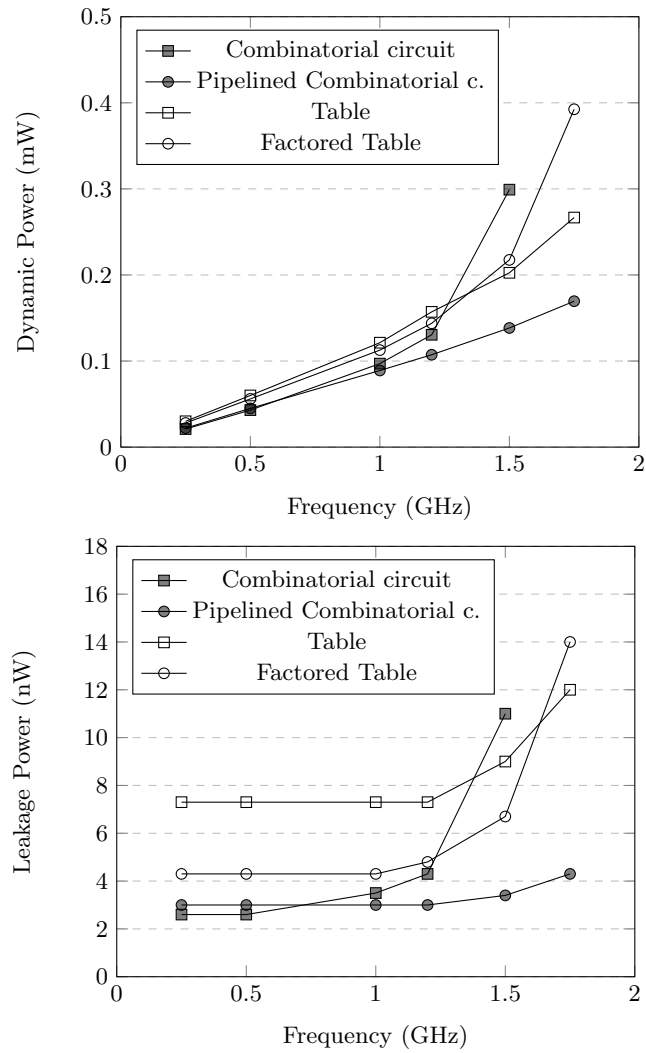 0.5
0.4
0.3
0.2
0.1
0
Dynamic Power (mW)
Combinatorial circuit
Pipelined Combinatorial c.
Table
Factored Table
0 0.5 1 1.5 2
Frequency (GHz)
18
16
14
12
10
8
6
4
2
0
Leakage Power (nW)
Combinatorial circuit
Pipelined Combinatorial c.
Table
Factored Table
0 0.5 1 1.5 2
Frequency (GHz)